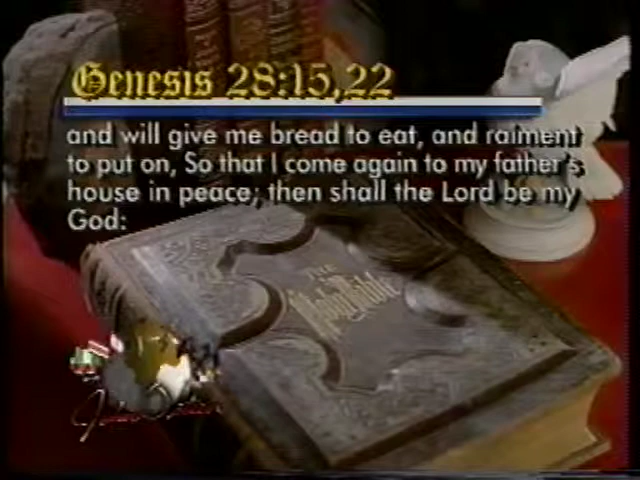 Genesis 28:15,22
and will give me bread to eat, and raiment
to put on, So that I come again to my father's
house in peace; then shall the Lord be my
God:
THE
Holy Bible